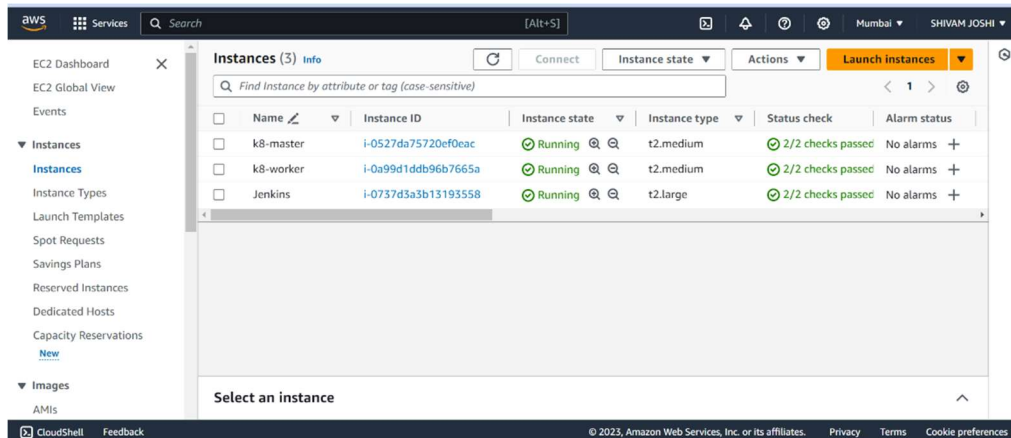 aws Services Search [Alt+S] Mumbai ▼ SHIVAM JOSHI ▼
EC2 Dashboard
EC2 Global View
Events
▼ Instances
Instances
Instance Types
Launch Templates
Spot Requests
Savings Plans
Reserved Instances
Dedicated Hosts
Capacity Reservations
New
▼ Images
AMIs
Instances (3) Info Connect Instance state ▼ Actions ▼ Launch instances ▼
Find Instance by attribute or tag (case-sensitive) < 1 >
Name Instance ID Instance state Instance type Status check Alarm status
k8-master i-0527da75720ef0eac Running t2.medium 2/2 checks passed No alarms +
k8-worker i-0a99d1ddb96b7665a Running t2.medium 2/2 checks passed No alarms +
Jenkins i-0737d3a3b13193558 Running t2.large 2/2 checks passed No alarms +
Select an instance
CloudShell Feedback © 2023, Amazon Web Services, Inc. or its affiliates. Privacy Terms Cookie preferences